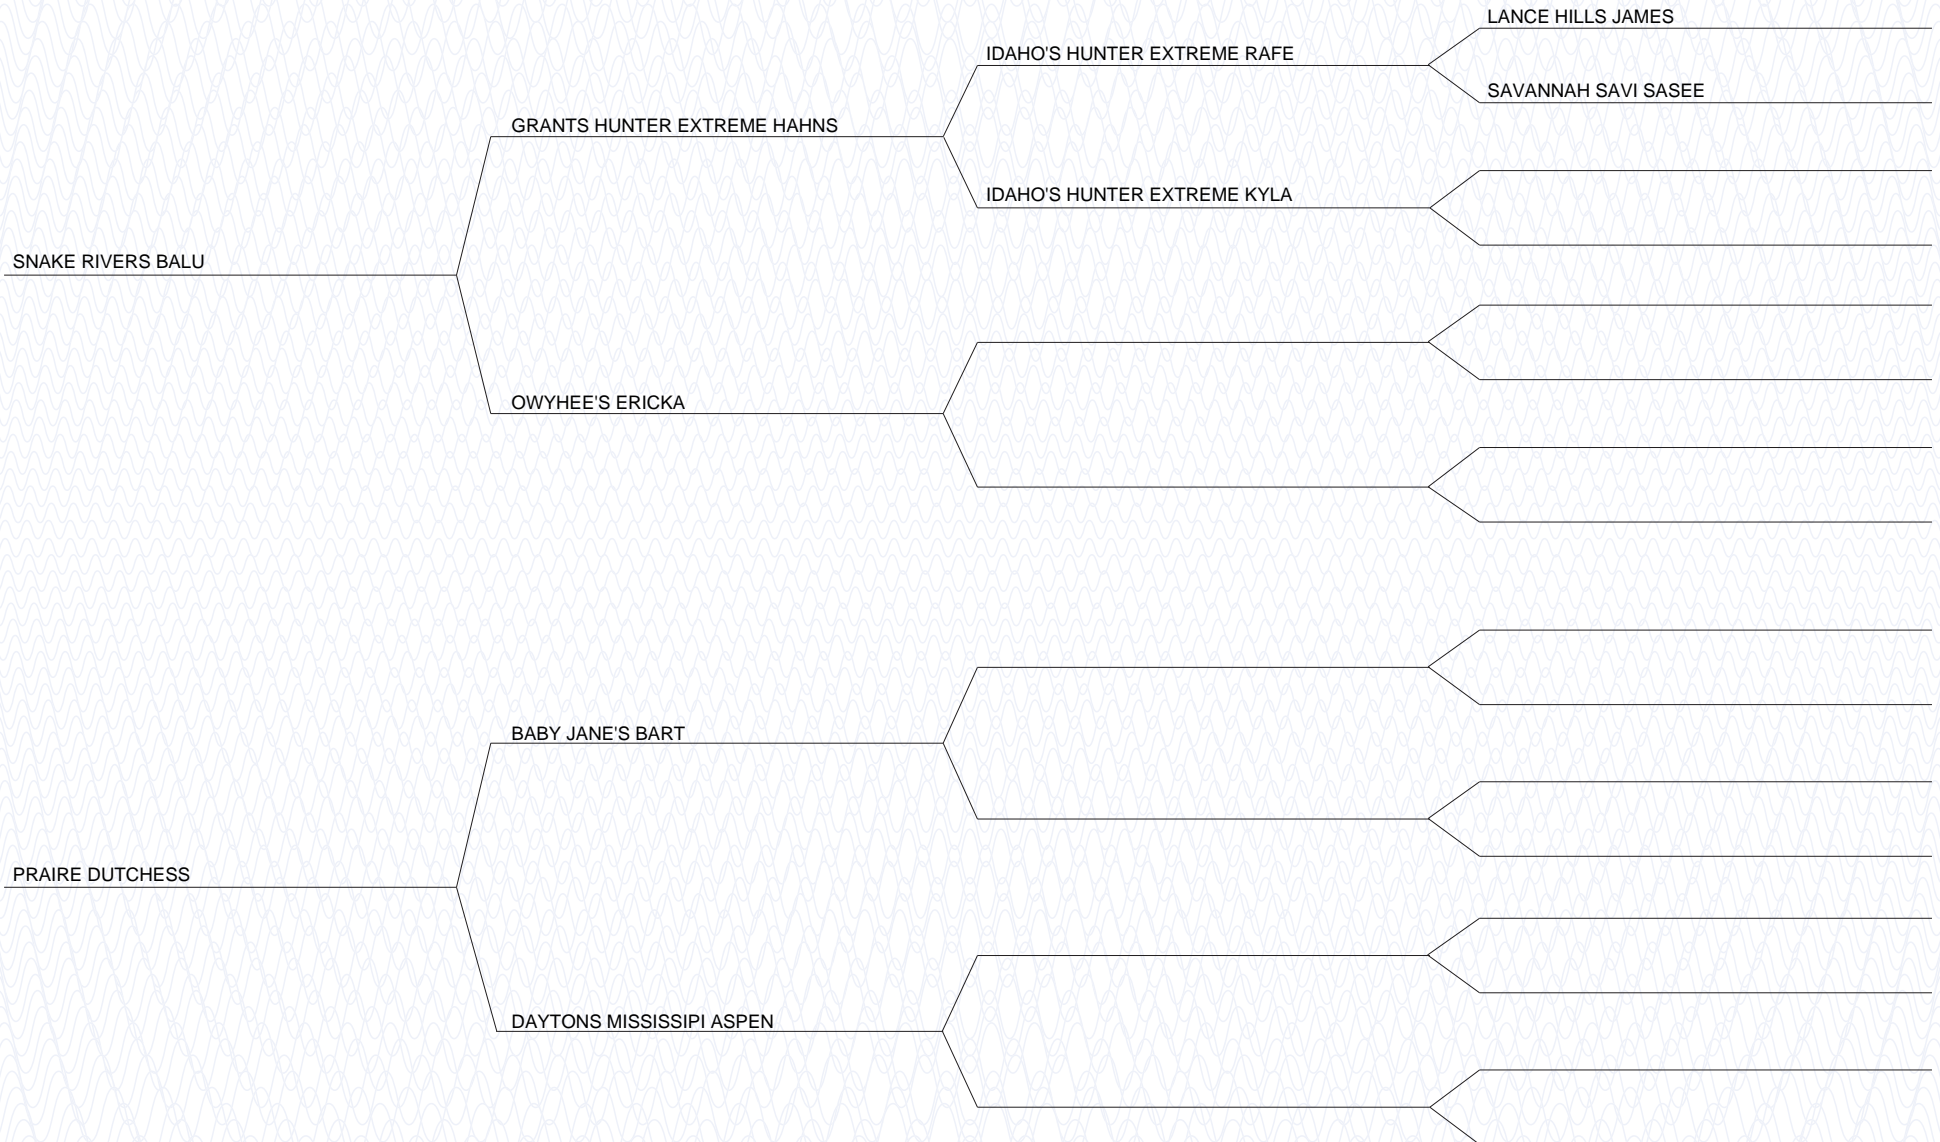 LANCE HILLS JAMES
IDAHO'S HUNTER EXTREME RAFE
SAVANNAH SAVI SASEE
GRANTS HUNTER EXTREME HAHNS
IDAHO'S HUNTER EXTREME KYLA
SNAKE RIVERS BALU
OWYHEE'S ERICKA
BABY JANE'S BART
PRAIRE DUTCHESS
DAYTONS MISSISSIPI ASPEN